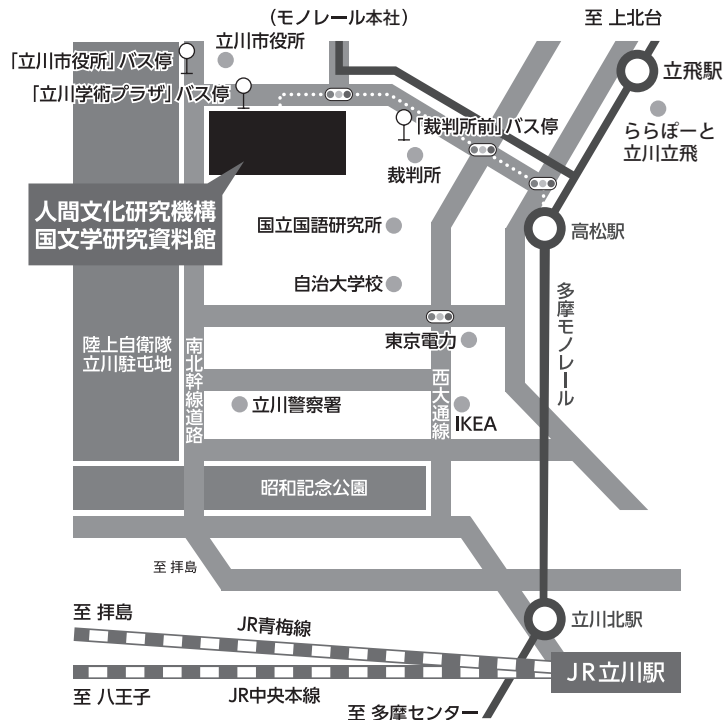 （モノレール本社）
至 上北台
立川市役所
「立川市役所」バス停
立飛駅
「立川学術プラザ」バス停
「裁判所前」バス停
ららぽーと
立川立飛
裁判所
人間文化研究機構
国文学研究資料館
国立国語研究所
高松駅
自治大学校
多摩モノレール
陸上自衛隊
立川駐屯地
南北幹線道路
東京電力
西大通線
立川警察署
IKEA
昭和記念公園
至 拝島
至 拝島
JR青梅線
立川北駅
JR立川駅
至 八王子
JR中央本線
至 多摩センター